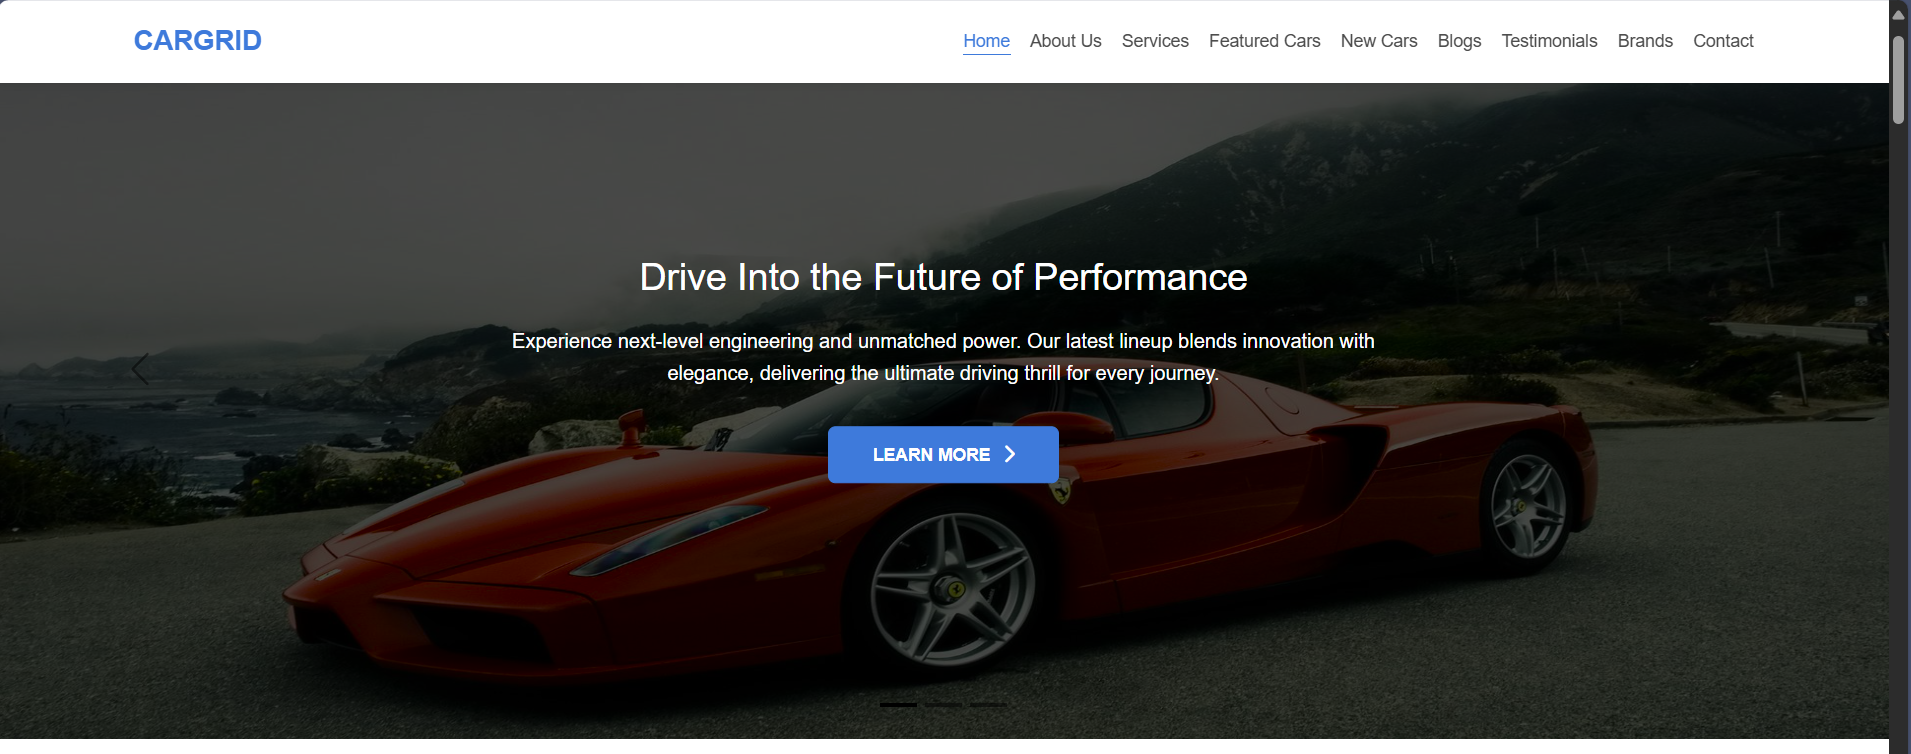 CARGRID
Home About Us Services Featured Cars New Cars Blogs Testimonials Brands Contact
Drive Into the Future of Performance
Experience next-level engineering and unmatched power. Our latest lineup blends innovation with
elegance, delivering the ultimate driving thrill for every journey.
LEARN MORE